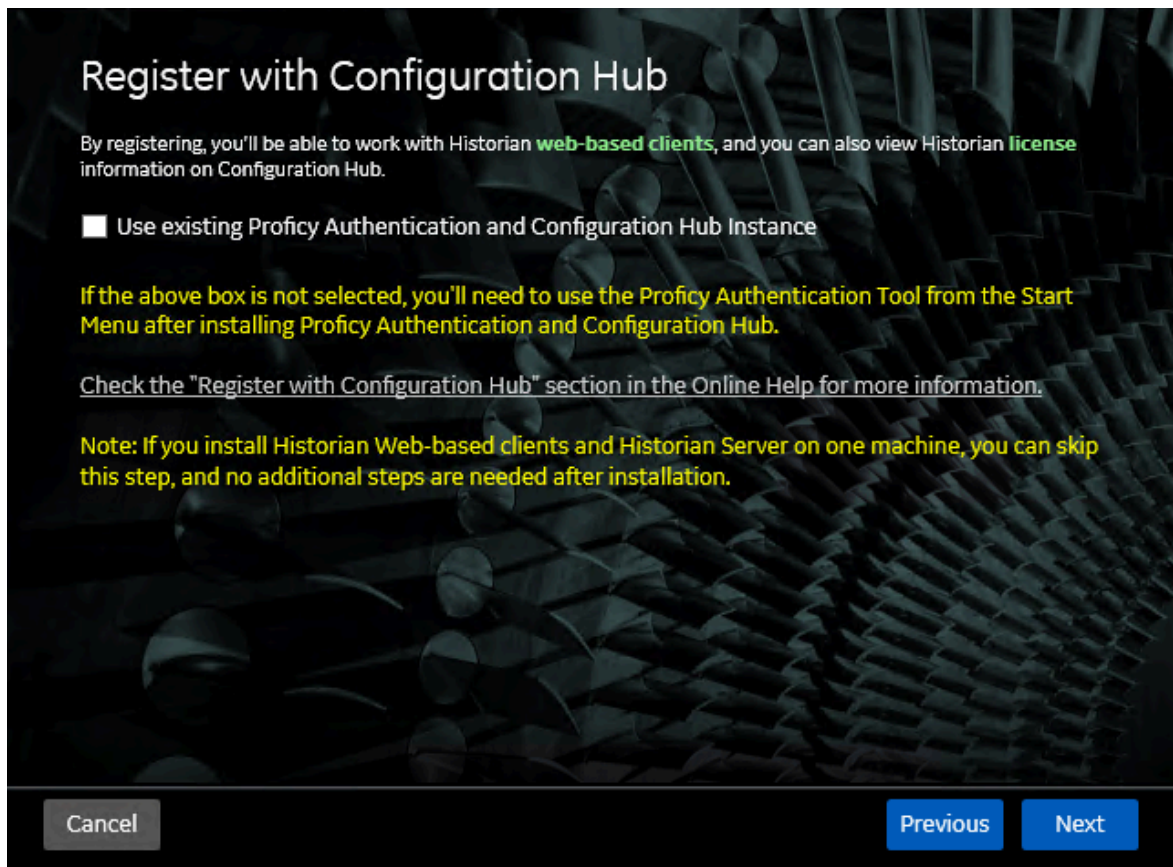 Register with Configuration Hub
By registering, you'll be able to work with Historian web-based clients, and you can also view Historian license
information on Configuration Hub.
Use existing Proficy Authentication and Configuration Hub Instance
If the above box is not selected, you'll need to use the Proficy Authentication Tool from the Start
Menu after installing Proficy Authentication and Configuration Hub.
Check the "Register with Configuration Hub" section in the Online Help for more information.
Note: If you install Historian Web-based clients and Historian Server on one machine, you can skip
this step, and no additional steps are needed after installation.
Cancel
Previous
Next